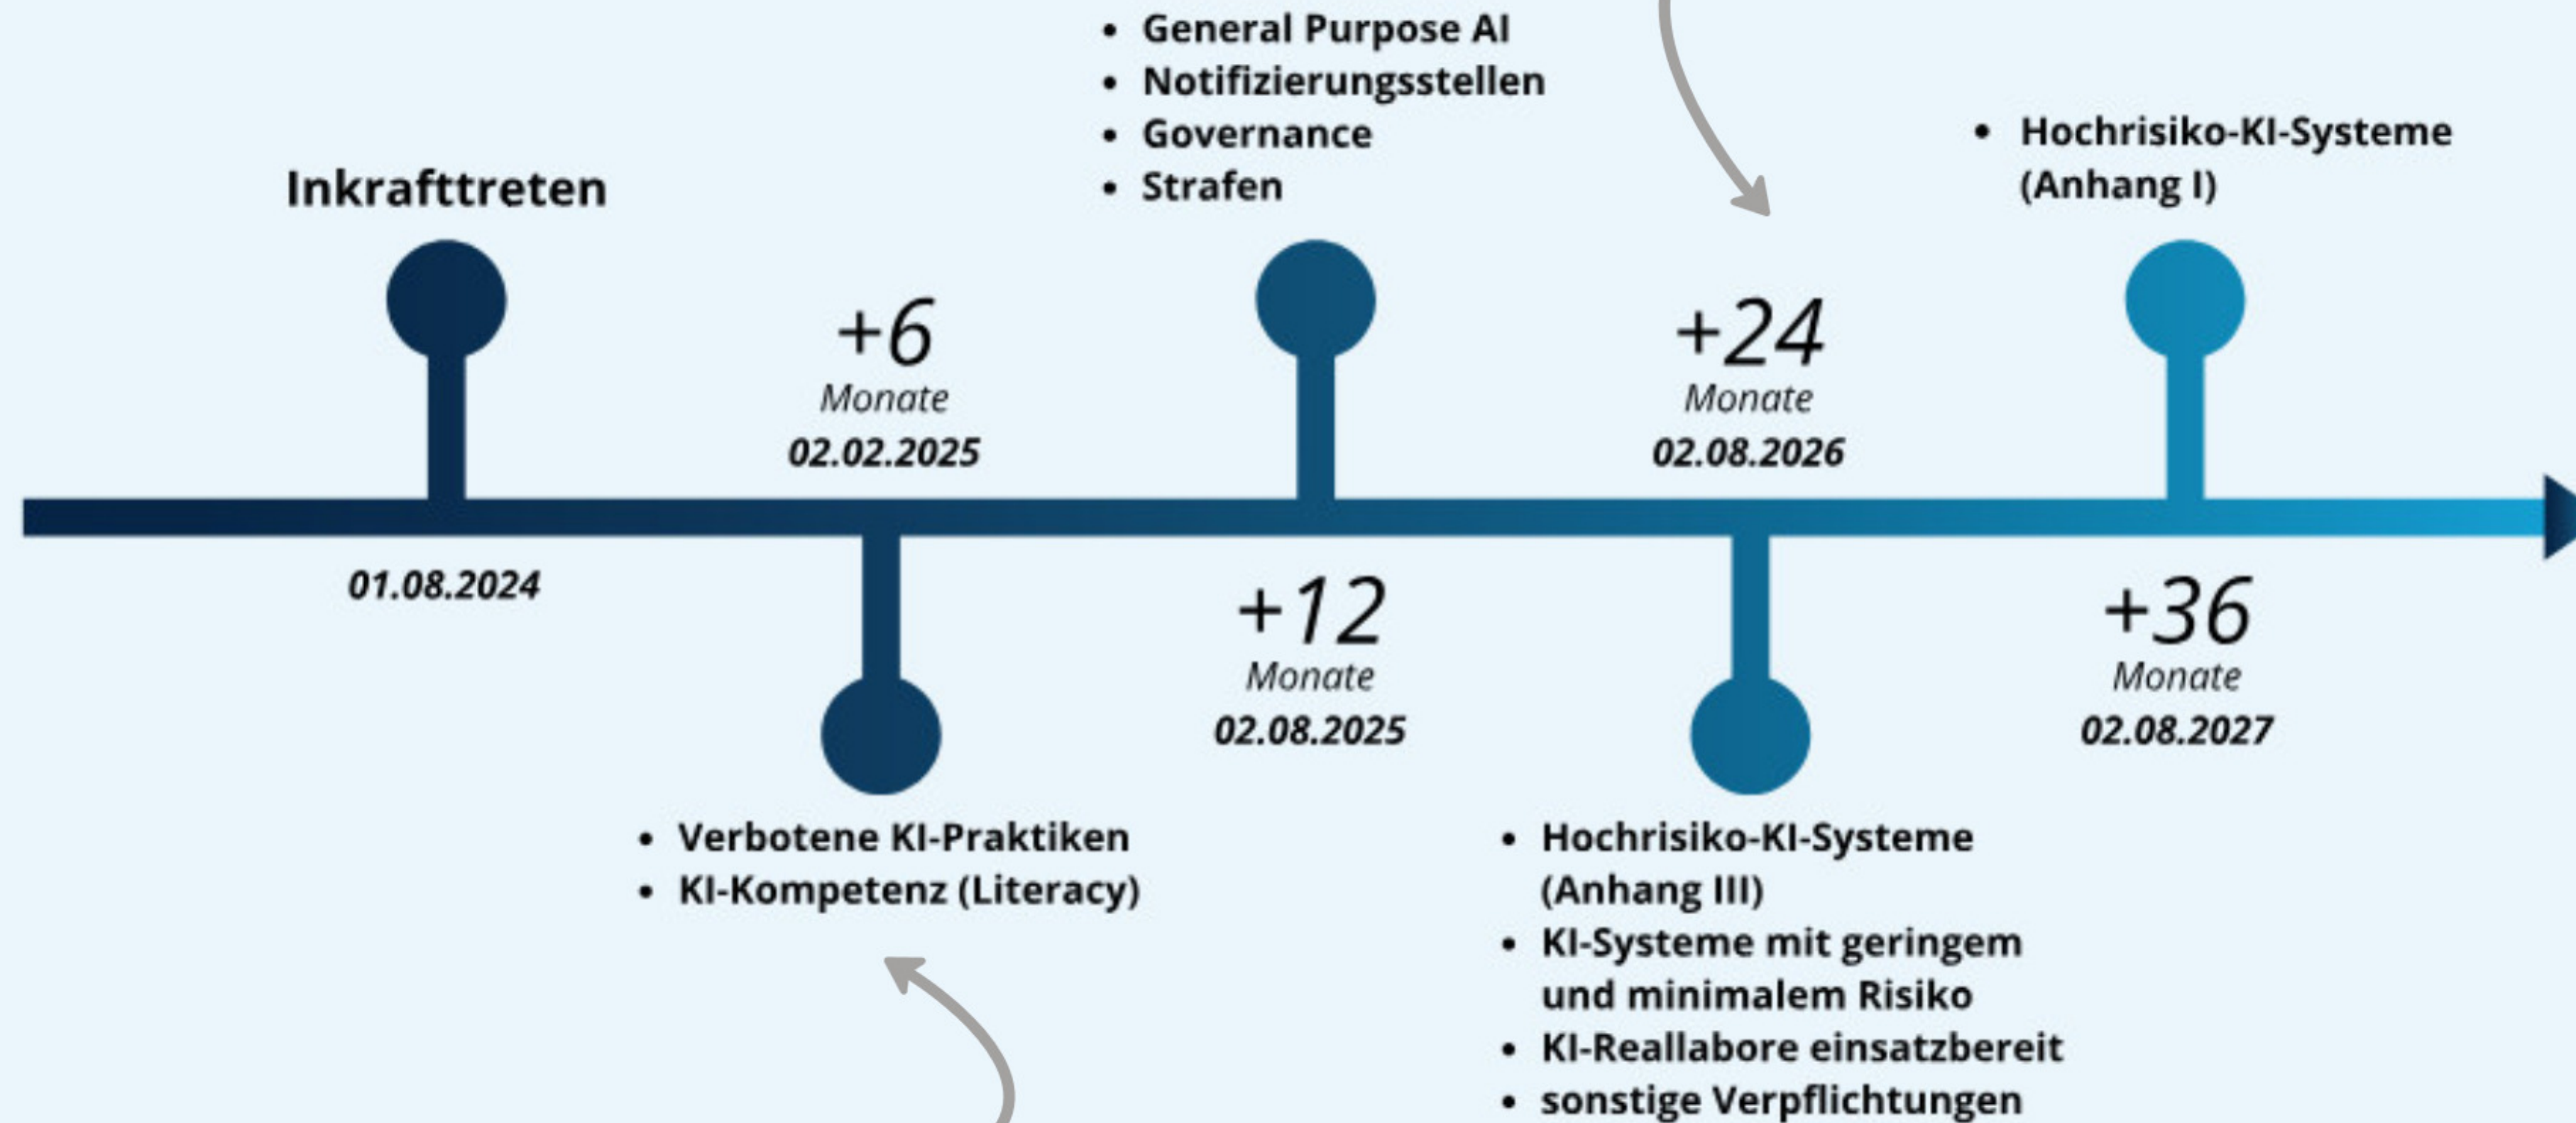 • General Purpose AI
• Notifizierungsstellen
• Governance
• Strafen
• Hochrisiko-KI-Systeme
(Anhang I)
Inkrafttreten
+6
Monate
02.02.2025
+24
Monate
02.08.2026
01.08.2024
+12
Monate
02.08.2025
+36
Monate
02.08.2027
• Verbotene KI-Praktiken
• KI-Kompetenz (Literacy)
• Hochrisiko-KI-Systeme
(Anhang III)
• KI-Systeme mit geringem
und minimalem Risiko
• KI-Reallabore einsatzbereit
• sonstige Verpflichtungen